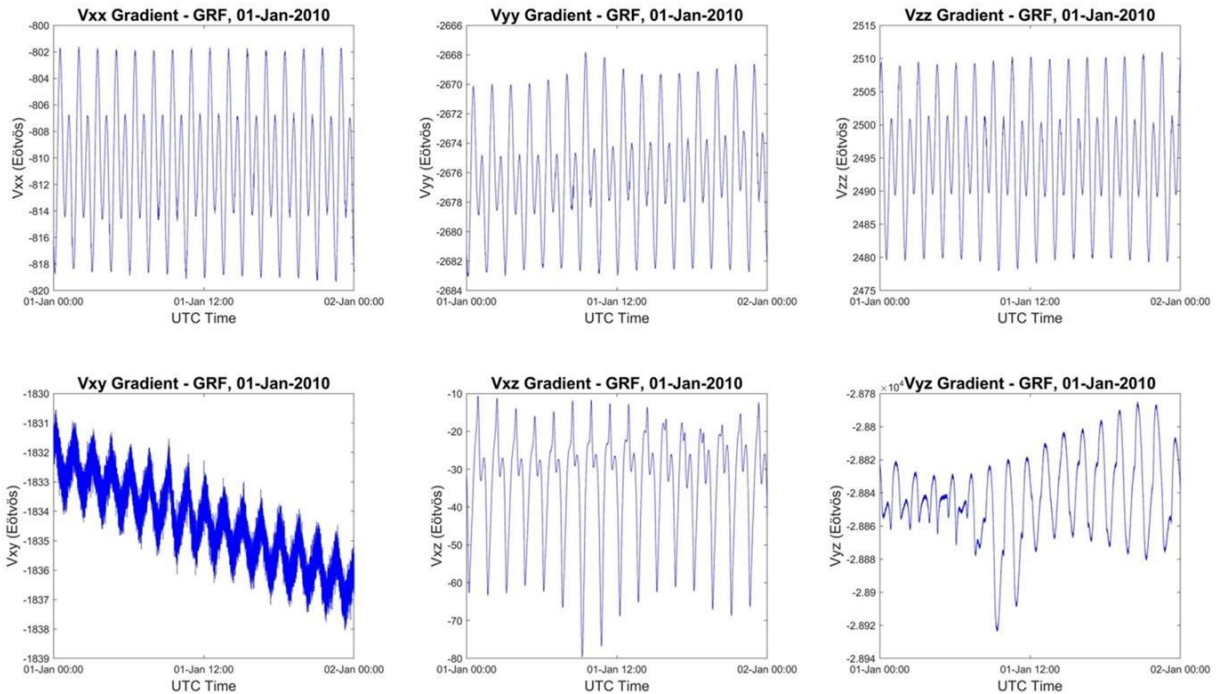 Vxx Gradient - GRF, 01-Jan-2010
Vxx (Eötvös)
-800
-802
-804
-806
-808
-810
-812
-814
-816
-818
-820
01-Jan 00:00 01-Jan 12:00 02-Jan 00:00
UTC Time
Vyy Gradient - GRF, 01-Jan-2010
Vyy (Eötvös)
-2666
-2668
-2670
-2672
-2674
-2676
-2678
-2680
-2682
-2684
01-Jan 00:00 01-Jan 12:00 02-Jan 00:00
UTC Time
Vzz Gradient - GRF, 01-Jan-2010
Vzz (Eötvös)
2515
2510
2505
2500
2495
2490
2485
2480
2475
01-Jan 00:00 01-Jan 12:00 02-Jan 00:00
UTC Time
Vxy Gradient - GRF, 01-Jan-2010
Vxy (Eötvös)
-1830
-1831
-1832
-1833
-1834
-1835
-1836
-1837
-1838
-1839
01-Jan 00:00 01-Jan 12:00 02-Jan 00:00
UTC Time
Vxz Gradient - GRF, 01-Jan-2010
Vxz (Eötvös)
-10
-20
-30
-40
-50
-60
-70
-80
01-Jan 00:00 01-Jan 12:00 02-Jan 00:00
UTC Time
Vyz Gradient - GRF, 01-Jan-2010
×10⁴
Vyz (Eötvös)
-2.878
-2.88
-2.882
-2.884
-2.886
-2.888
-2.89
-2.892
-2.894
01-Jan 00:00 01-Jan 12:00 02-Jan 00:00
UTC Time